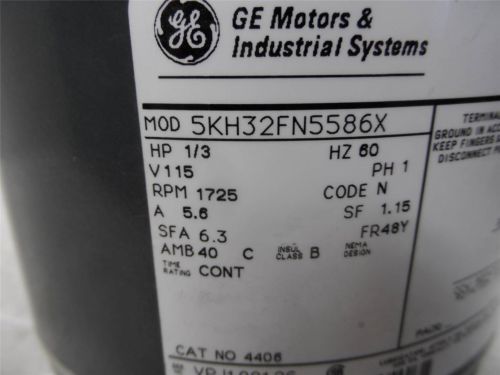 GE
GE Motors &
Industrial Systems
MOD 5KH32FN5586X
HP 1/3 HZ 60
V 115 PH 1
RPM 1725 CODE N
A 5.6 SF 1.15
SFA 6.3 FR48Y
AMB 40 C INSUL CLASS B NEMA DESIGN
TIME RATING CONT
CAT NO 4406
TERMINAL
GROUND IN ACC
KEEP FINGERS
DISCONNECT